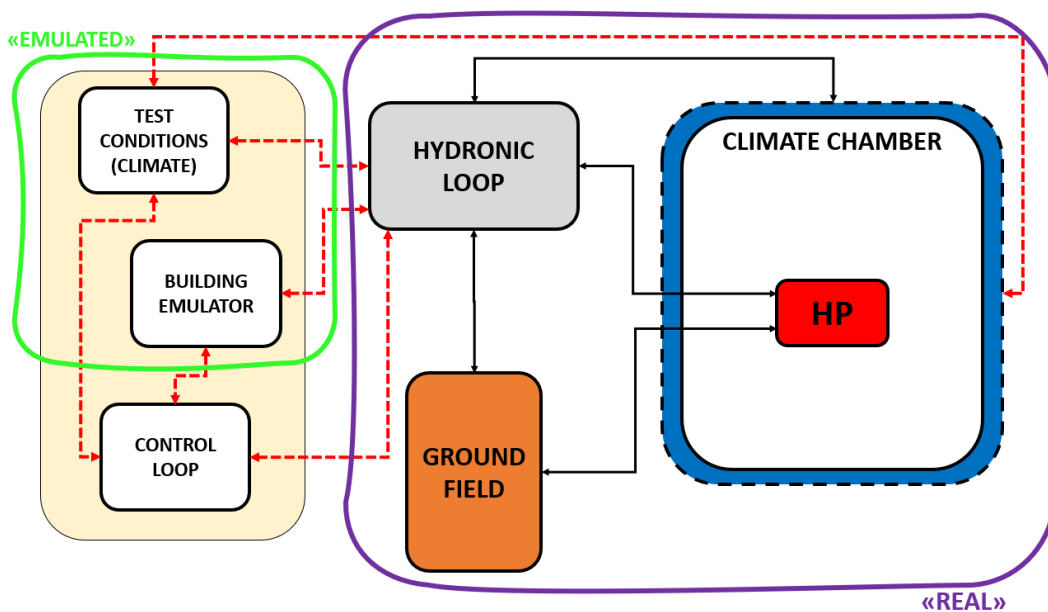 «EMULATED»
TEST
CONDITIONS
(CLIMATE)
BUILDING
EMULATOR
CONTROL
LOOP
HYDRONIC
LOOP
GROUND
FIELD
CLIMATE CHAMBER
HP
«REAL»